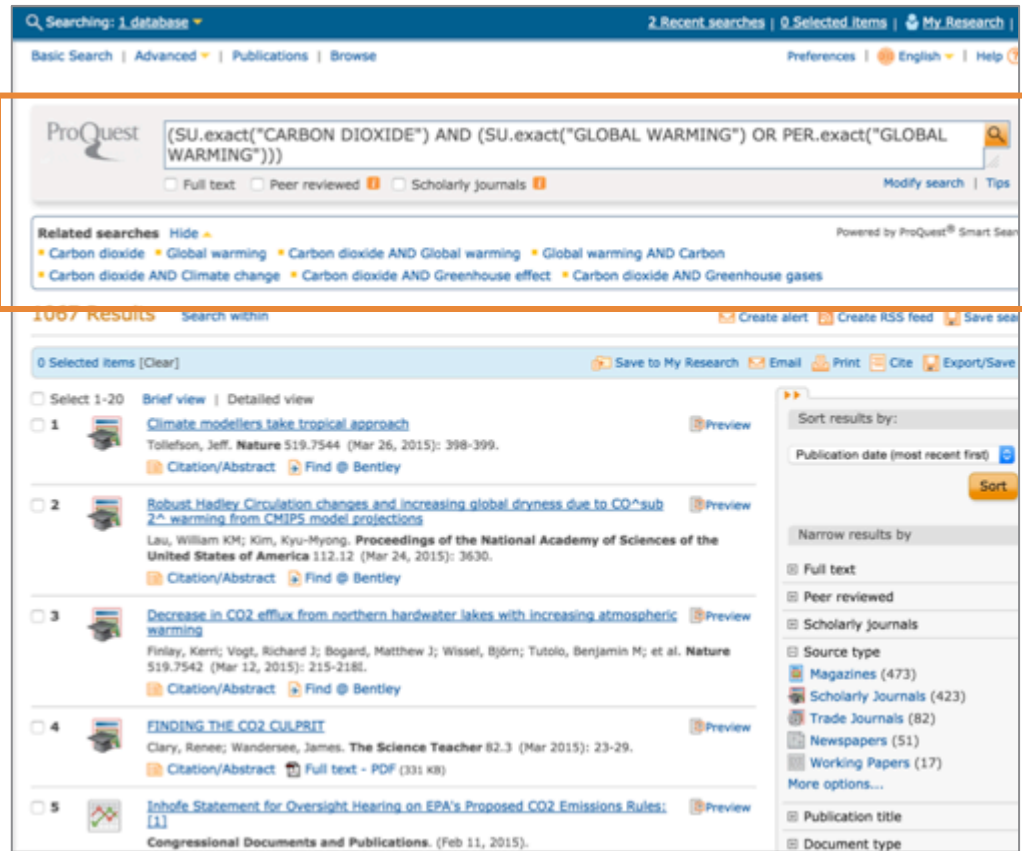 Searching: 1 database
2 Recent searches | 0 Selected items | My Research |
Basic Search | Advanced | Publications | Browse
Preferences | English | Help
ProQuest
(SU.exact("CARBON DIOXIDE") AND (SU.exact("GLOBAL WARMING") OR PER.exact("GLOBAL
WARMING")))
Full text Peer reviewed i Scholarly journals i
Modify search | Tips
Related searches Hide
Powered by ProQuest® Smart Sear
Carbon dioxide Global warming Carbon dioxide AND Global warming Global warming AND Carbon
Carbon dioxide AND Climate change Carbon dioxide AND Greenhouse effect Carbon dioxide AND Greenhouse gases
1067 Results Search within
Create alert Create RSS feed Save sear
0 Selected items [Clear]
Save to My Research Email Print Cite Export/Save
Select 1-20 Brief view | Detailed view
1 Climate modellers take tropical approach
Preview
Tollefson, Jeff. Nature 519.7544 (Mar 26, 2015): 398-399.
Citation/Abstract Find @ Bentley
2 Robust Hadley Circulation changes and increasing global dryness due to CO^sub
2^ warming from CMIP5 model projections
Preview
Lau, William KM; Kim, Kyu-Myong. Proceedings of the National Academy of Sciences of the
United States of America 112.12 (Mar 24, 2015): 3630.
Citation/Abstract Find @ Bentley
3 Decrease in CO2 efflux from northern hardwater lakes with increasing atmospheric
warming
Preview
Finlay, Kerri; Vogt, Richard J; Bogard, Matthew J; Wissel, Björn; Tutolo, Benjamin M; et al. Nature
519.7542 (Mar 12, 2015): 215-218I.
Citation/Abstract Find @ Bentley
4 FINDING THE CO2 CULPRIT
Preview
Clary, Renee; Wandersee, James. The Science Teacher 82.3 (Mar 2015): 23-29.
Citation/Abstract Full text - PDF (331 KB)
5 Inhofe Statement for Oversight Hearing on EPA's Proposed CO2 Emissions Rules:
[1]
Preview
Congressional Documents and Publications. (Feb 11, 2015).
Sort results by:
Publication date (most recent first)
Sort
Narrow results by
Full text
Peer reviewed
Scholarly journals
Source type
Magazines (473)
Scholarly Journals (423)
Trade Journals (82)
Newspapers (51)
Working Papers (17)
More options...
Publication title
Document type